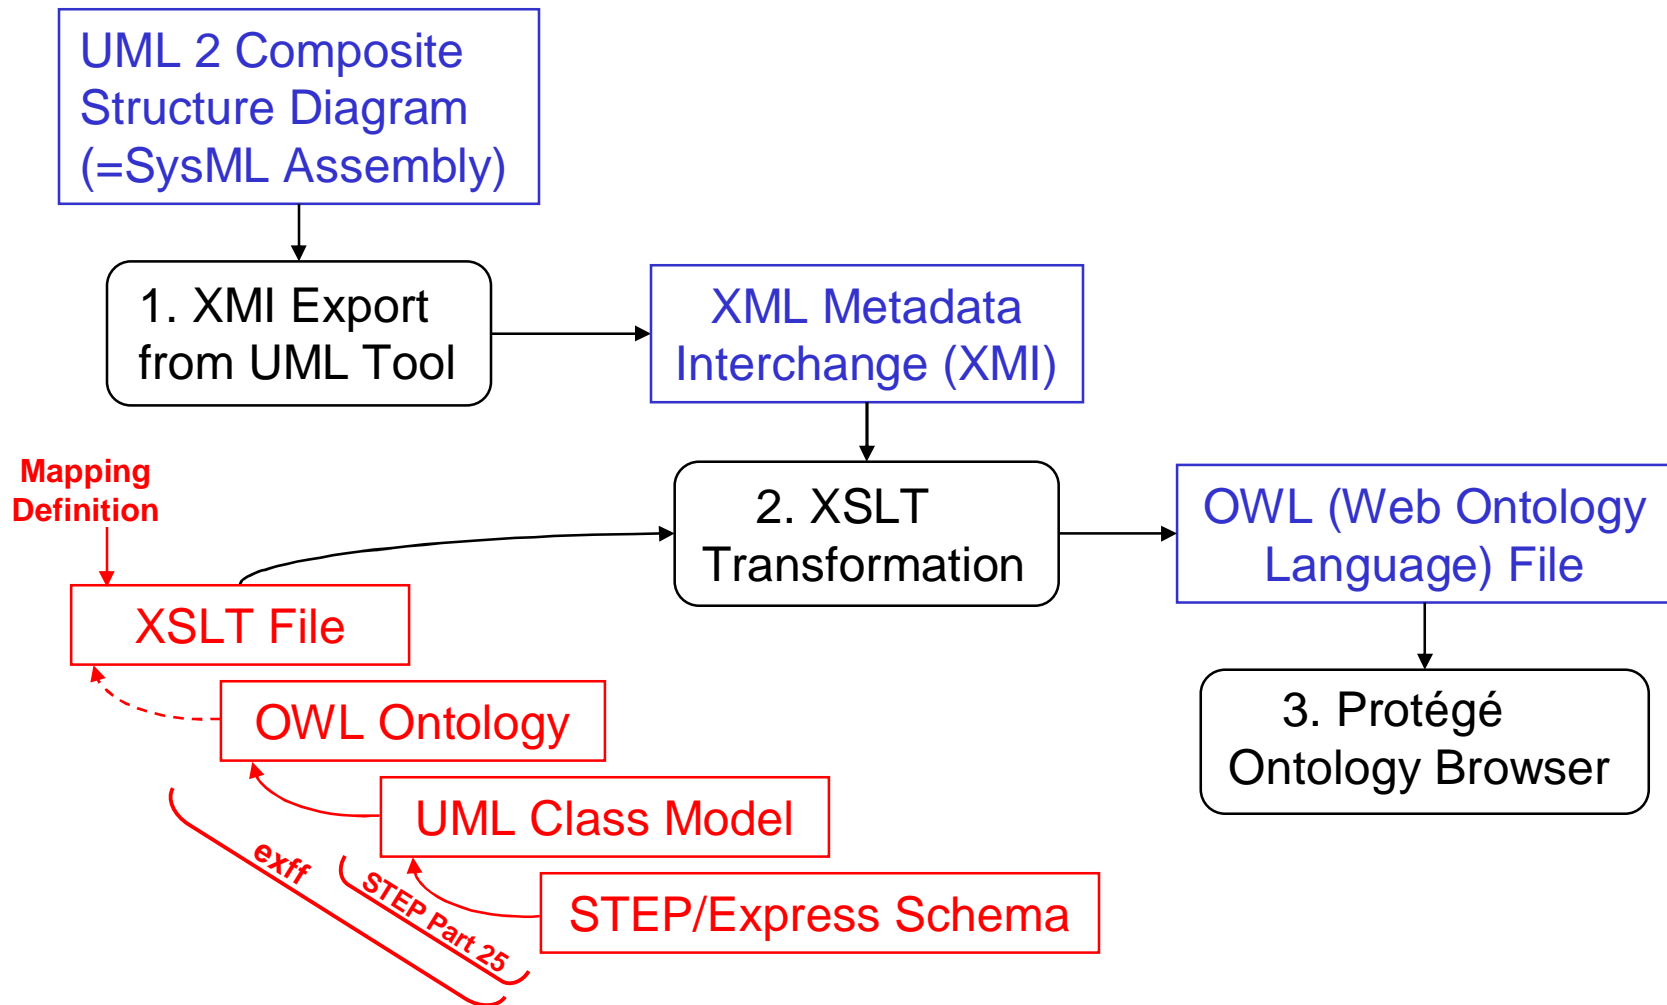 UML 2 Composite
Structure Diagram
(=SysML Assembly)
1. XMI Export
from UML Tool
XML Metadata
Interchange (XMI)
Mapping
Definition
2. XSLT
Transformation
OWL (Web Ontology
Language) File
XSLT File
OWL Ontology
3. Protégé
Ontology Browser
UML Class Model
exff
STEP Part 25
STEP/Express Schema